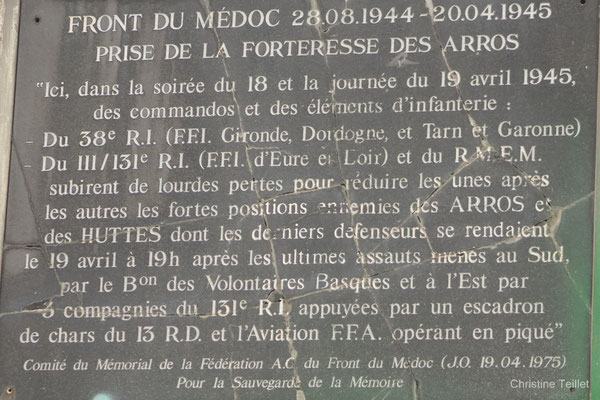 FRONT DU MÉDOC 28.08.1944-20.04.1945
PRISE DE LA FORTERESSE DES ARROS
"Ici, dans la soirée du 18 et la journée du 19 avril 1945,
des commandos et des éléments d'infanterie :
- Du 38e R.I. (F.F.I. Gironde, Dordogne, et Tarn et Garonne)
- Du III/131e R.I. (F.F.I. d'Eure et Loir) et du R.M.E.M.
subirent de lourdes pertes pour réduire les unes après
les autres les fortes positions ennemies des ARROS et
des HUTTES dont les derniers défenseurs se rendaient
le 19 avril à 19h après les ultimes assauts menés au Sud,
par le Bon des Volontaires Basques et à l'Est par
3 compagnies du 131e R.I. appuyées par un escadron
de chars du 13 R.D. et l'Aviation F.F.A. opérant en piqué"
Comité du Mémorial de la Fédération A.C. du Front du Médoc (J.O. 19.04.1975)
Pour la Sauvegarde de la Mémoire
Christine Teillet